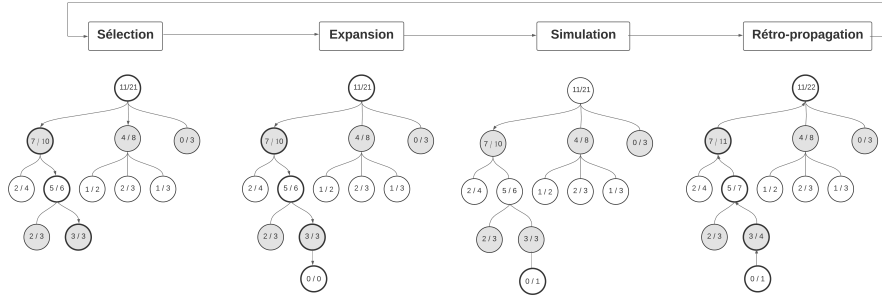 Sélection Expansion Simulation Rétro-propagation
11/21 11/21 11/21 11/22
7 / 10 4 / 8 0 / 3 7 / 10 4 / 8 0 / 3 7 / 10 4 / 8 0 / 3 7 / 11 4 / 8 0 / 3
2 / 4 5 / 6 1 / 2 2 / 3 1 / 3 2 / 4 5 / 6 1 / 2 2 / 3 1 / 3 2 / 4 5 / 6 1 / 2 2 / 3 1 / 3 2 / 4 5 / 7 1 / 2 2 / 3 1 / 3
2 / 3 3 / 3 2 / 3 3 / 3 2 / 3 3 / 3 2 / 3 3 / 4
0 / 0 0 / 1 0 / 1